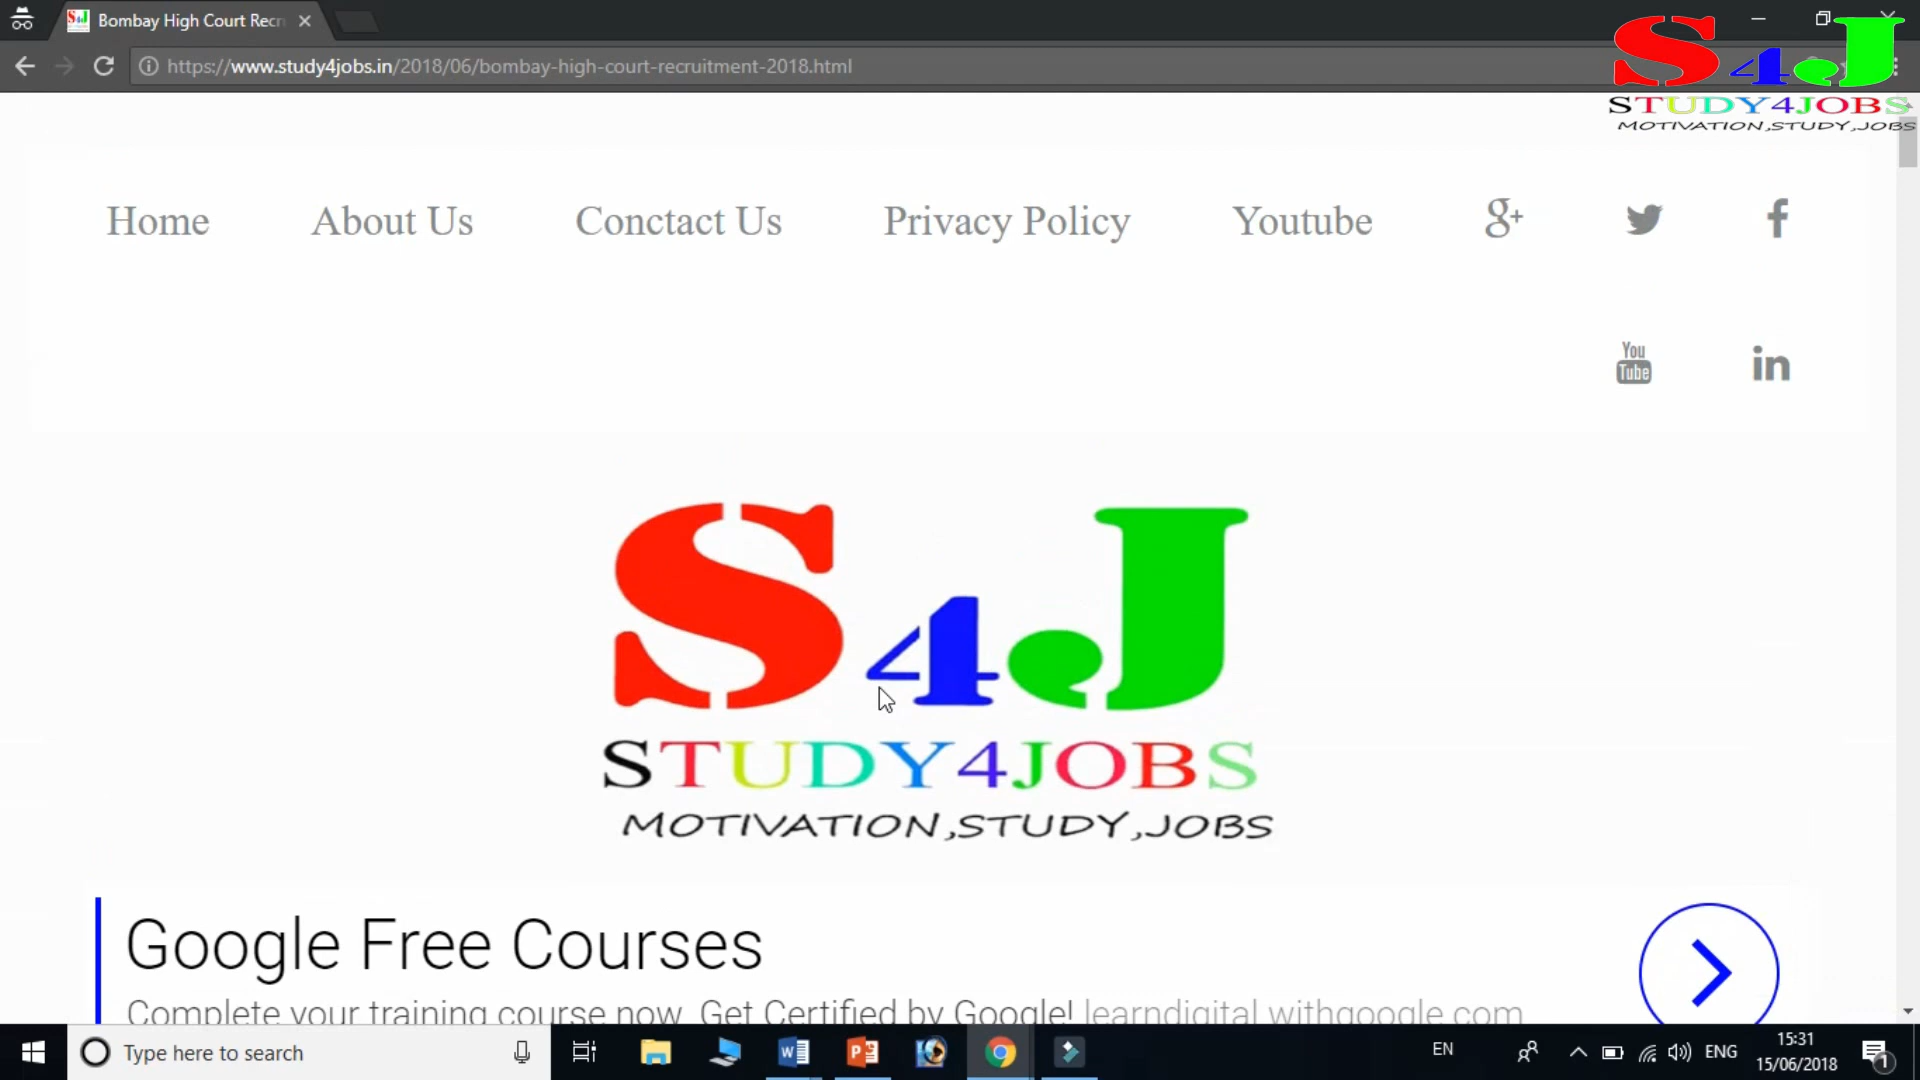 Bombay High Court Recr
https://www.study4jobs.in/2018/06/bombay-high-court-recruitment-2018.html
S4J
STUDY4JOBS
MOTIVATION,STUDY,JOBS
Home About Us Conctact Us Privacy Policy Youtube g+ f
You Tube in
S4J
STUDY4JOBS
MOTIVATION,STUDY,JOBS
Google Free Courses
Complete your training course now. Get Certified by Google! learndigital.withgoogle.com
Type here to search
EN
ENG
15:31
15/06/2018
1